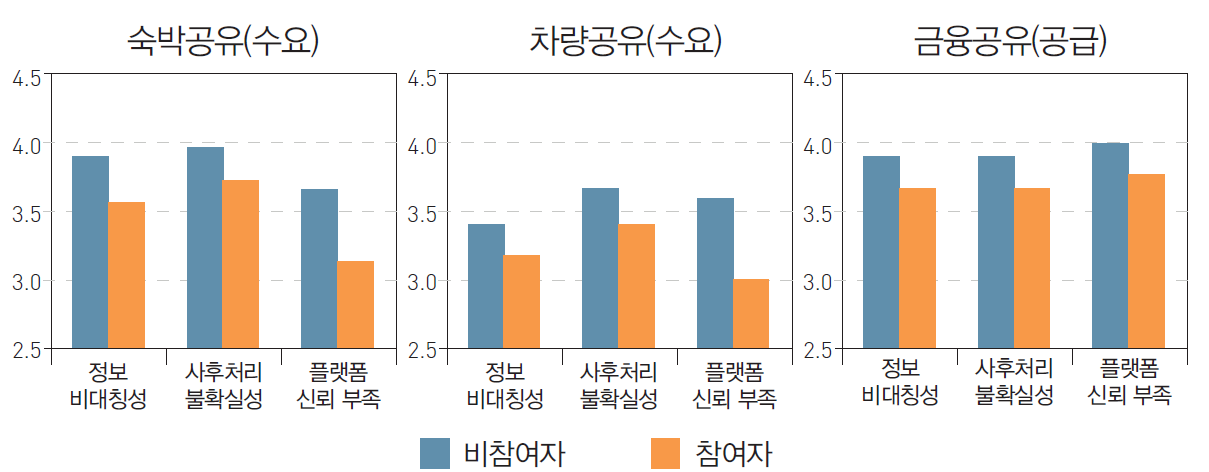 숙박공유(수요)
4.5
4.0
3.5
3.0
2.5
정보
비대칭성
사후처리
불확실성
플랫폼
신뢰 부족
차량공유(수요)
4.5
4.0
3.5
3.0
2.5
정보
비대칭성
사후처리
불확실성
플랫폼
신뢰 부족
금융공유(공급)
4.5
4.0
3.5
3.0
2.5
정보
비대칭성
사후처리
불확실성
플랫폼
신뢰 부족
비참여자
참여자